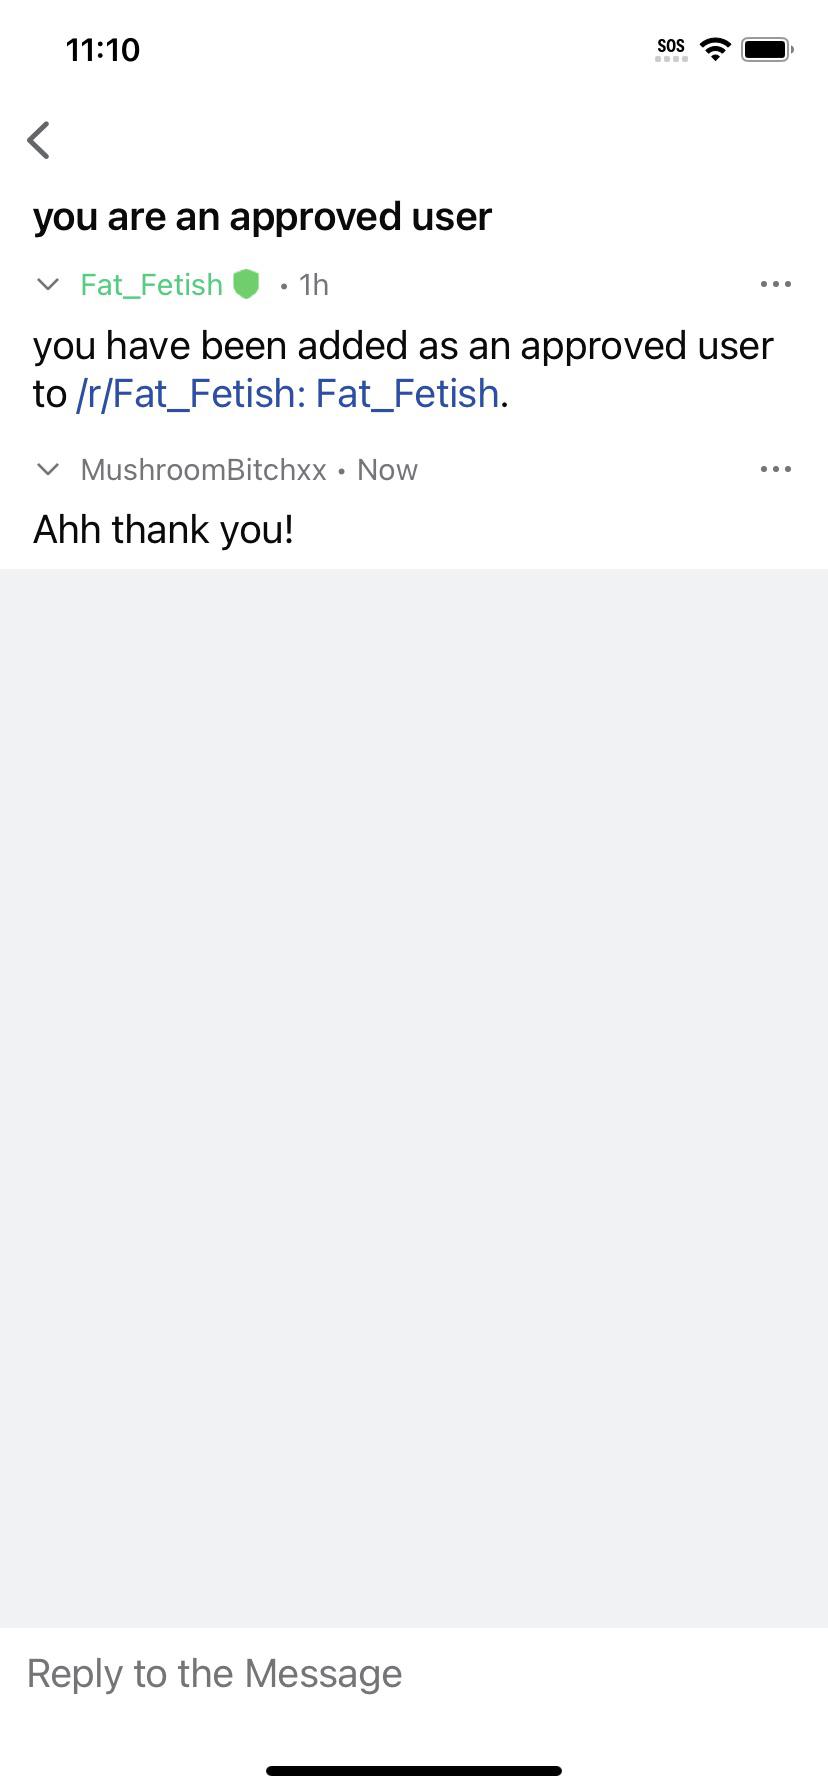 11:10
SOS
you are an approved user
Fat_Fetish • 1h
you have been added as an approved user
to /r/Fat_Fetish: Fat_Fetish.
MushroomBitchxx • Now
Ahh thank you!
Reply to the Message